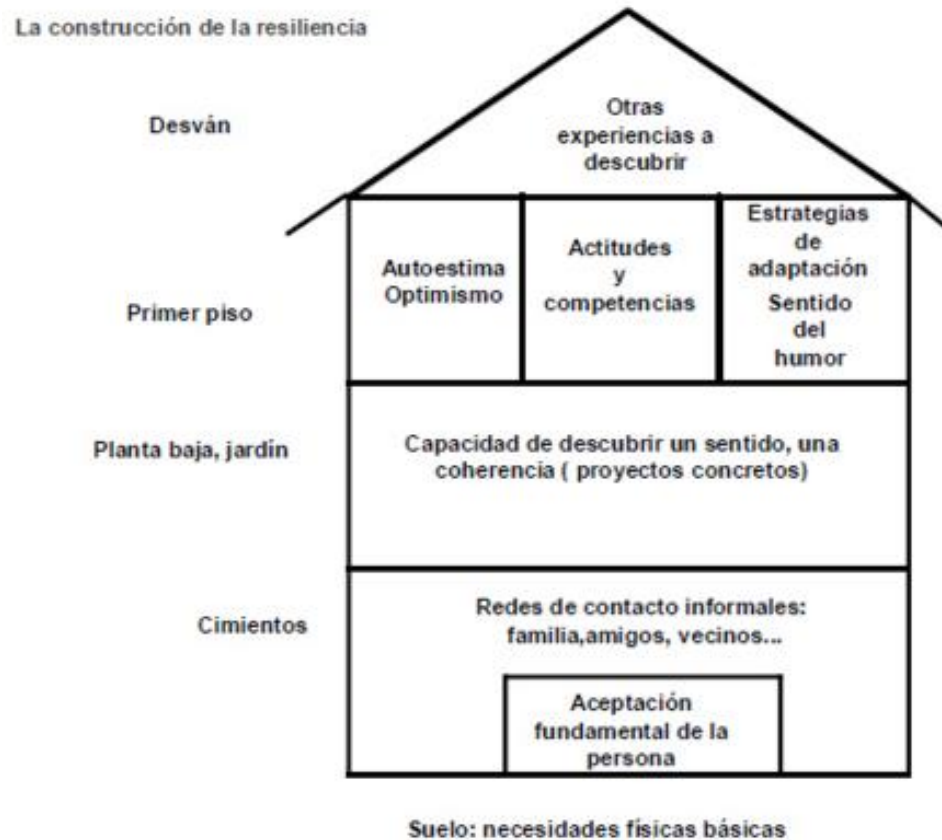 La construcción de la resiliencia
Desván
Otras
experiencias a
descubrir
Primer piso
Autoestima
Optimismo
Actitudes
y
competencias
Estrategias
de
adaptación
Sentido
del
humor
Planta baja, jardín
Capacidad de descubrir un sentido, una
coherencia ( proyectos concretos)
Cimientos
Redes de contacto informales:
familia,amigos, vecinos...
Aceptación
fundamental de la
persona
Suelo: necesidades físicas básicas